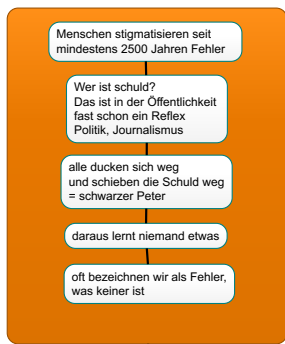 Menschen stigmatisieren seit
mindestens 2500 Jahren Fehler
Wer ist schuld?
Das ist in der Öffentlichkeit
fast schon ein Reflex
Politik, Journalismus
alle ducken sich weg
und schieben die Schuld weg
= schwarzer Peter
daraus lernt niemand etwas
oft bezeichnen wir als Fehler,
was keiner ist